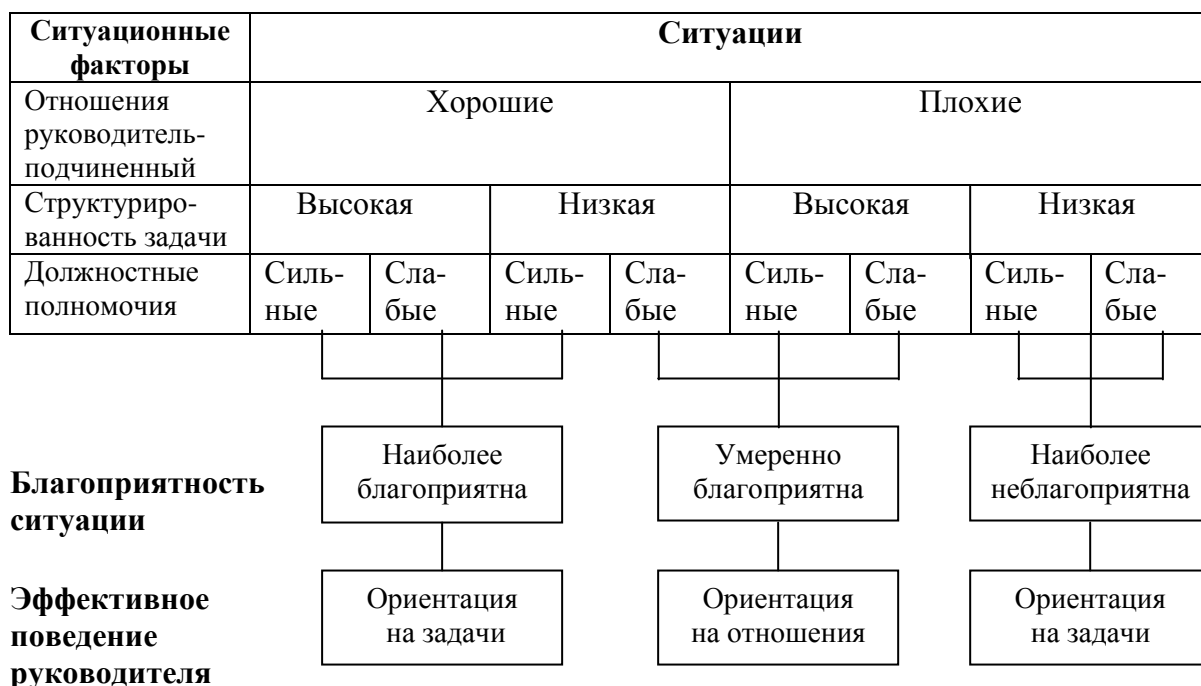 Ситуационные
факторы
Ситуации
Отношения
руководитель-
подчиненный
Хорошие
Плохие
Структуриро-
ванность задачи
Высокая
Низкая
Высокая
Низкая
Должностные
полномочия
Силь-
ные
Сла-
бые
Силь-
ные
Сла-
бые
Силь-
ные
Сла-
бые
Силь-
ные
Сла-
бые
Благоприятность
ситуации
Наиболее
благоприятна
Умеренно
благоприятна
Наиболее
неблагоприятна
Эффективное
поведение
руководителя
Ориентация
на задачи
Ориентация
на отношения
Ориентация
на задачи